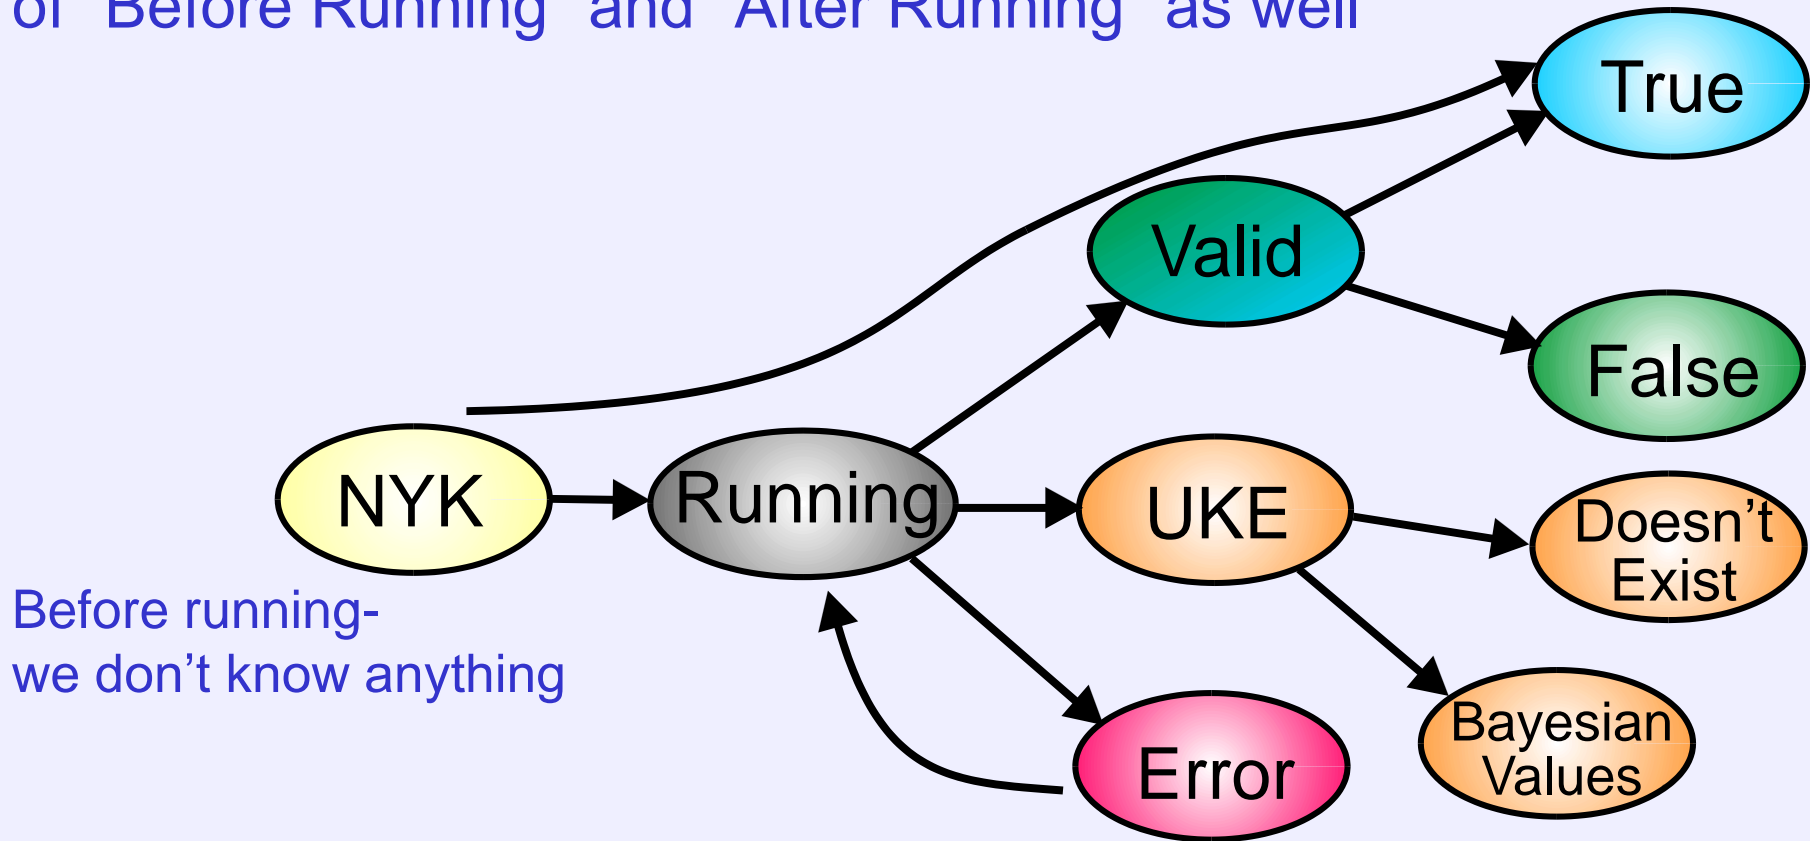 of "Before Running" and "After Running" as well
True
Valid
False
NYK
Running
UKE
Doesn't
Exist
Before running-
we don't know anything
Bayesian
Values
Error